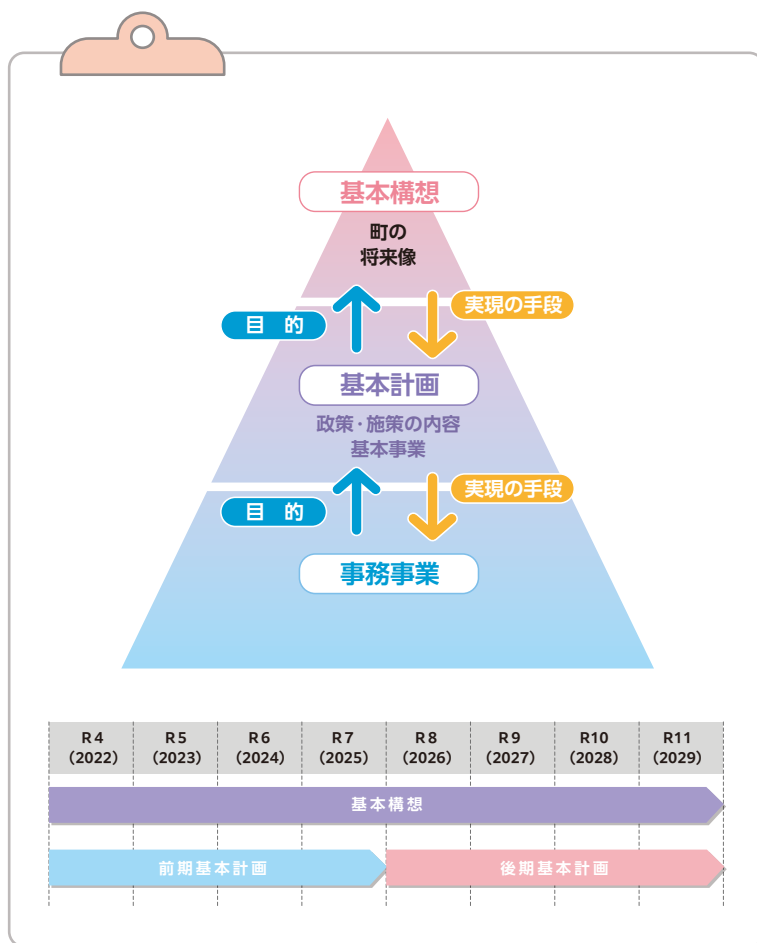 基本構想
町の
将来像
目 的
実現の手段
基本計画
政策・施策の内容
基本事業
目 的
実現の手段
事務事業
R4 R5 R6 R7 R8 R9 R10 R11
(2022) (2023) (2024) (2025) (2026) (2027) (2028) (2029)
基本構想
前期基本計画 後期基本計画